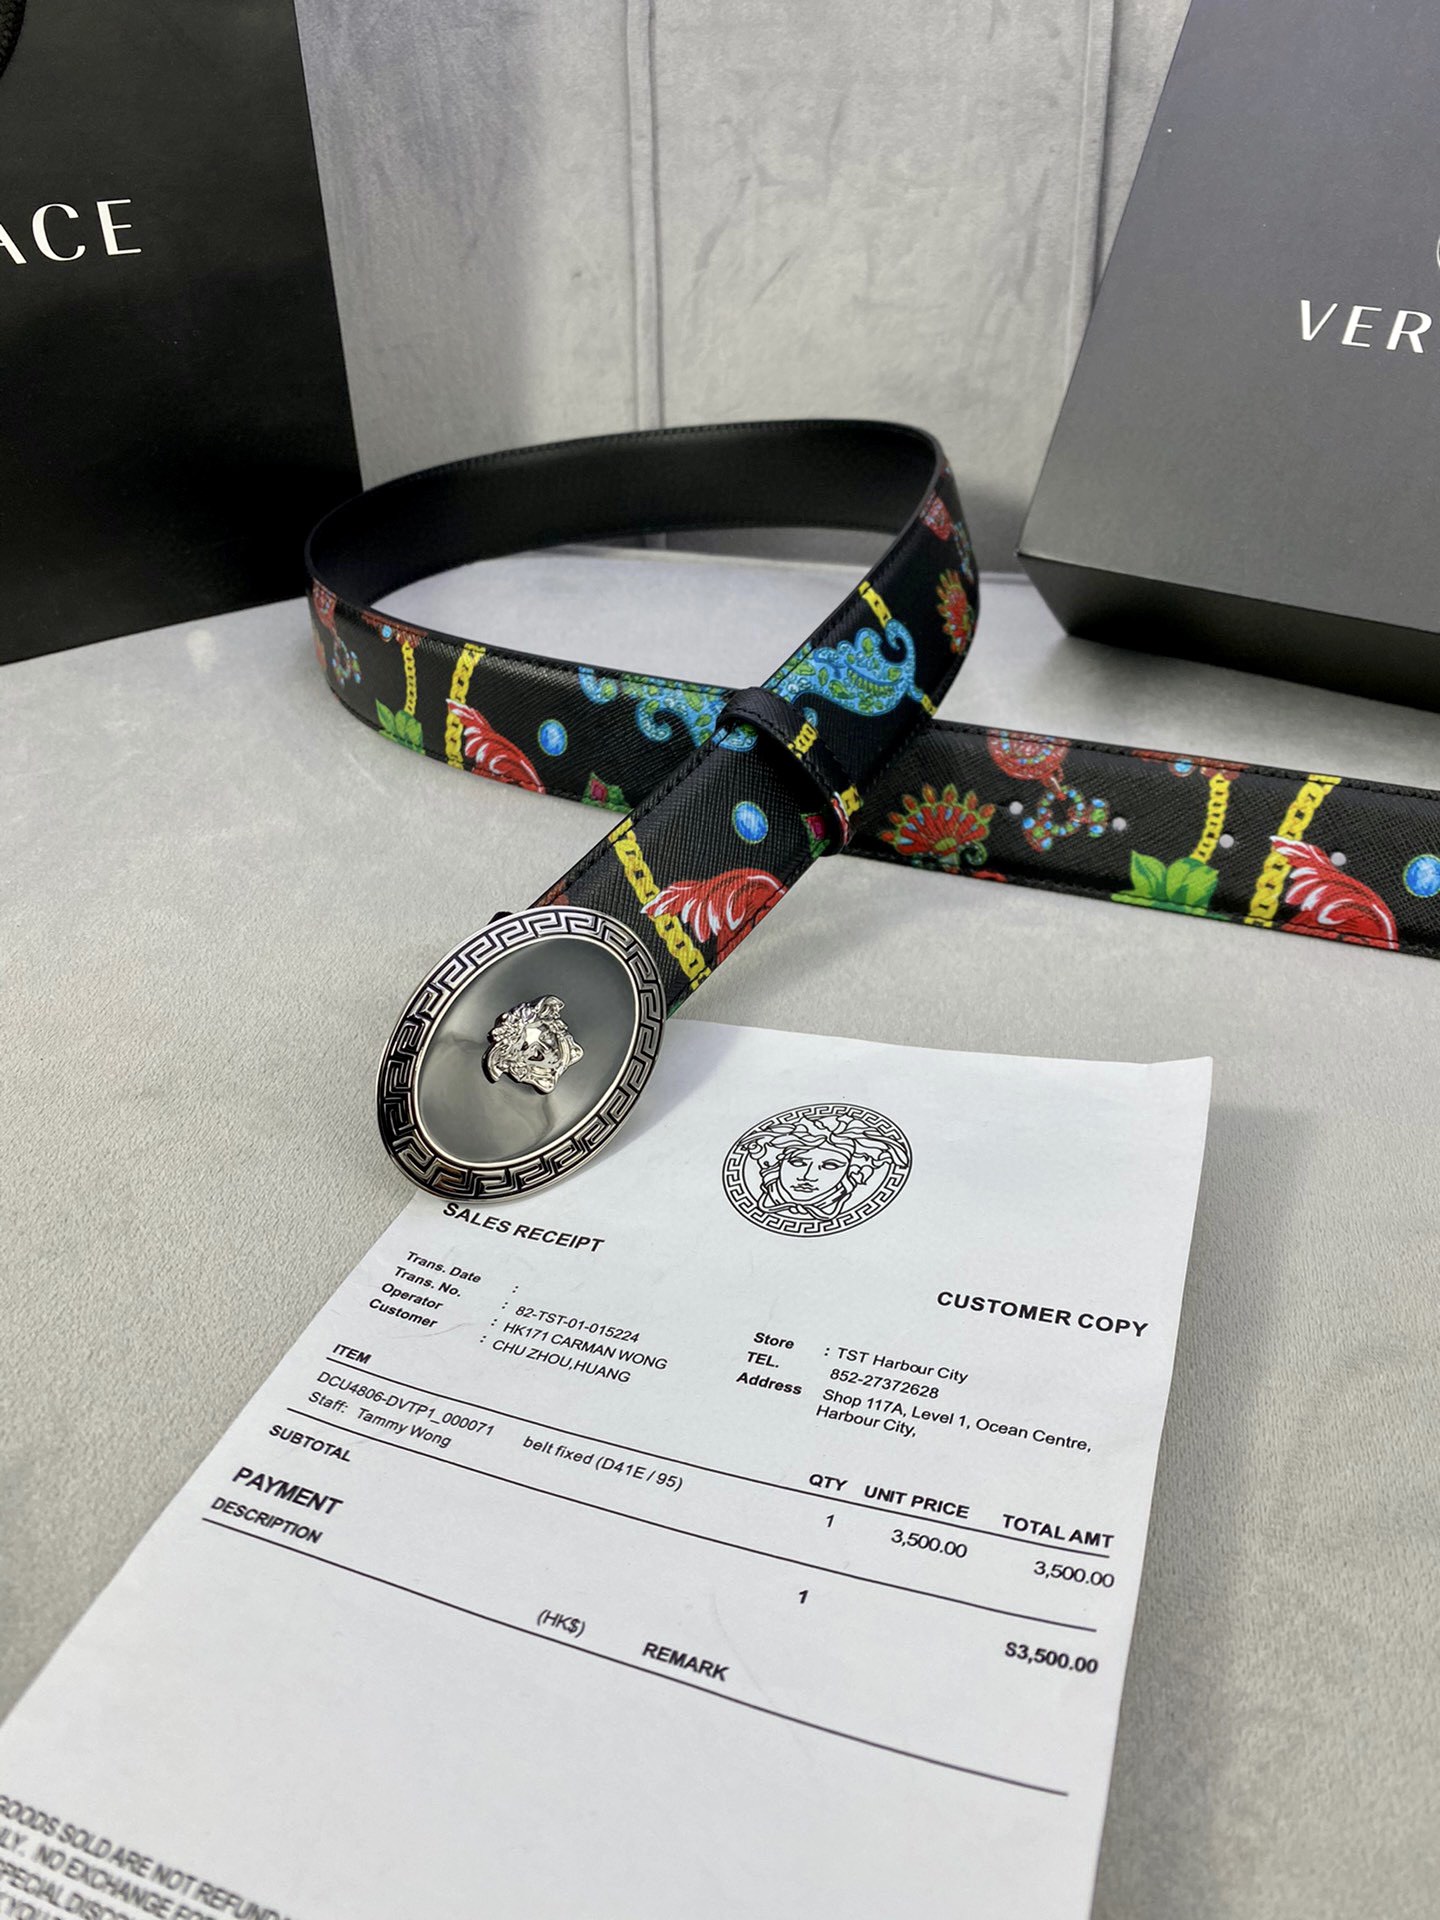 ACE
VER
SALES RECEIPT
CUSTOMER COPY
Trans. Date :
Trans. No. : 82-TST-01-015224
Operator : HK171 CARMAN WONG
Customer : CHU ZHOU,HUANG
Store : TST Harbour City
TEL. 852-27372628
Address Shop 117A, Level 1, Ocean Centre,
Harbour City,
ITEM QTY UNIT PRICE TOTAL AMT
DCU4806-DVTP1_000071 belt fixed (D41E / 95) 1 3,500.00 3,500.00
Staff: Tammy Wong
SUBTOTAL 1 $3,500.00
PAYMENT
DESCRIPTION (HK$) REMARK
GOODS SOLD ARE NOT REFUND
NO EXCHANGE FOR